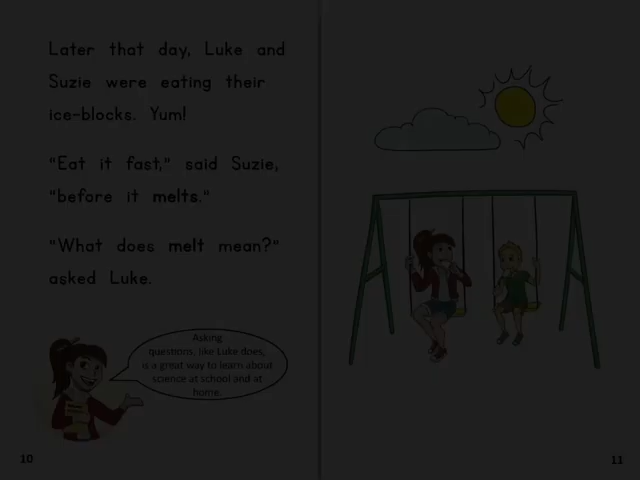 Later that day, Luke and
Suzie were eating their
ice-blocks. Yum!
"Eat it fast," said Suzie,
"before it melts."
"What does melt mean?"
asked Luke.
Asking
questions, like Luke does,
is a great way to learn about
science at school and at
home.
10
11